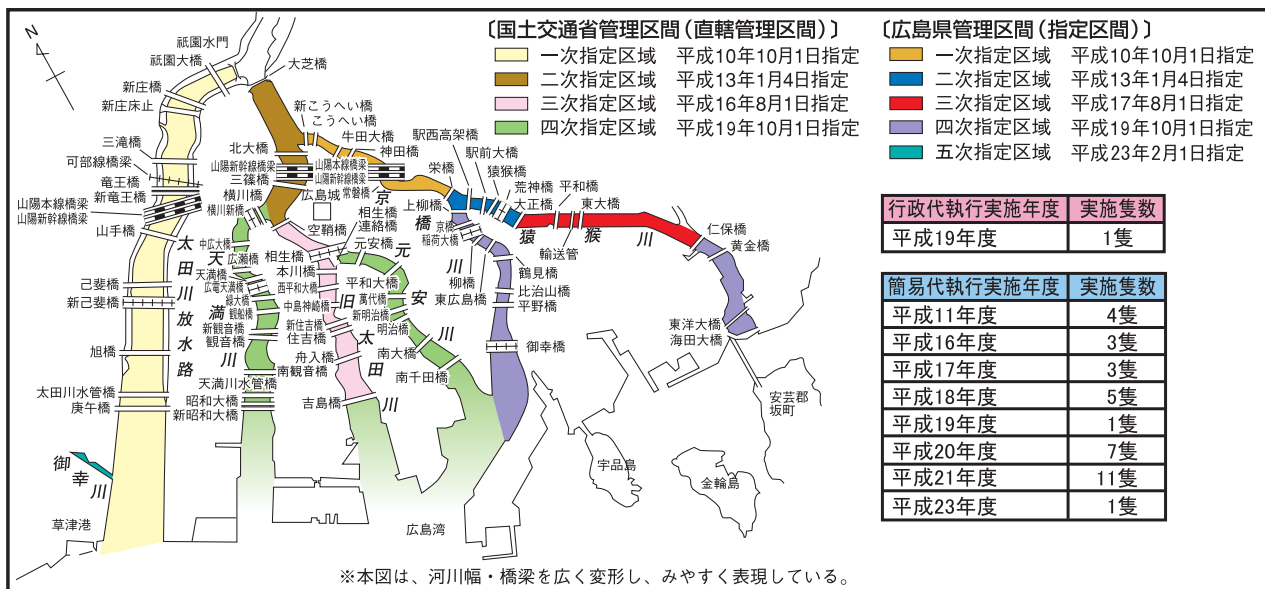 〔国土交通省管理区間(直轄管理区間)〕
一次指定区域 平成10年10月1日指定
二次指定区域 平成13年1月4日指定
三次指定区域 平成16年8月1日指定
四次指定区域 平成19年10月1日指定
〔広島県管理区間(指定区間)〕
一次指定区域 平成10年10月1日指定
二次指定区域 平成13年1月4日指定
三次指定区域 平成17年8月1日指定
四次指定区域 平成19年10月1日指定
五次指定区域 平成23年2月1日指定
行政代執行実施年度 実施隻数
平成19年度 1隻
簡易代執行実施年度 実施隻数
平成11年度 4隻
平成16年度 3隻
平成17年度 3隻
平成18年度 5隻
平成19年度 1隻
平成20年度 7隻
平成21年度 11隻
平成23年度 1隻
N
祇園水門
祇園大橋
新庄橋
新庄床止
三滝橋
可部線橋梁
竜王橋
新竜王橋
山陽本線橋梁
山陽新幹線橋梁
山手橋
己斐橋
新己斐橋
旭橋
太田川水管橋
庚午橋
太田川放水路
御幸川
草津港
大芝橋
新こうへい橋
こうへい橋
牛田大橋
神田橋
北大橋
山陽新幹線橋梁
三篠橋
山陽本線橋梁
山陽新幹線橋梁
常磐橋
広島城
横川橋
横川新橋
空鞘橋
中広大橋
広瀬橋
天満橋
広電天満橋
緑大橋
観船橋
新観音橋
観音橋
天満川水管橋
昭和大橋
新昭和大橋
天満川
相生橋
連絡橋
相生橋
元安橋
本川橋
西平和大橋
中島神崎橋
新住吉橋
住吉橋
舟入橋
南観音橋
吉島橋
旧太田川
平和大橋
萬代橋
新明治橋
明治橋
南大橋
南千田橋
元安川
栄橋
上柳橋
京橋
稲荷大橋
柳橋
東広島橋
鶴見橋
比治山橋
平野橋
御幸橋
京橋川
駅西高架橋
駅前大橋
猿猴橋
荒神橋
大正橋
平和橋
東大橋
輸送管
猿猴川
仁保橋
黄金橋
東洋大橋
海田大橋
安芸郡
坂町
宇品島
金輪島
広島湾
※本図は、河川幅・橋梁を広く変形し、みやすく表現している。